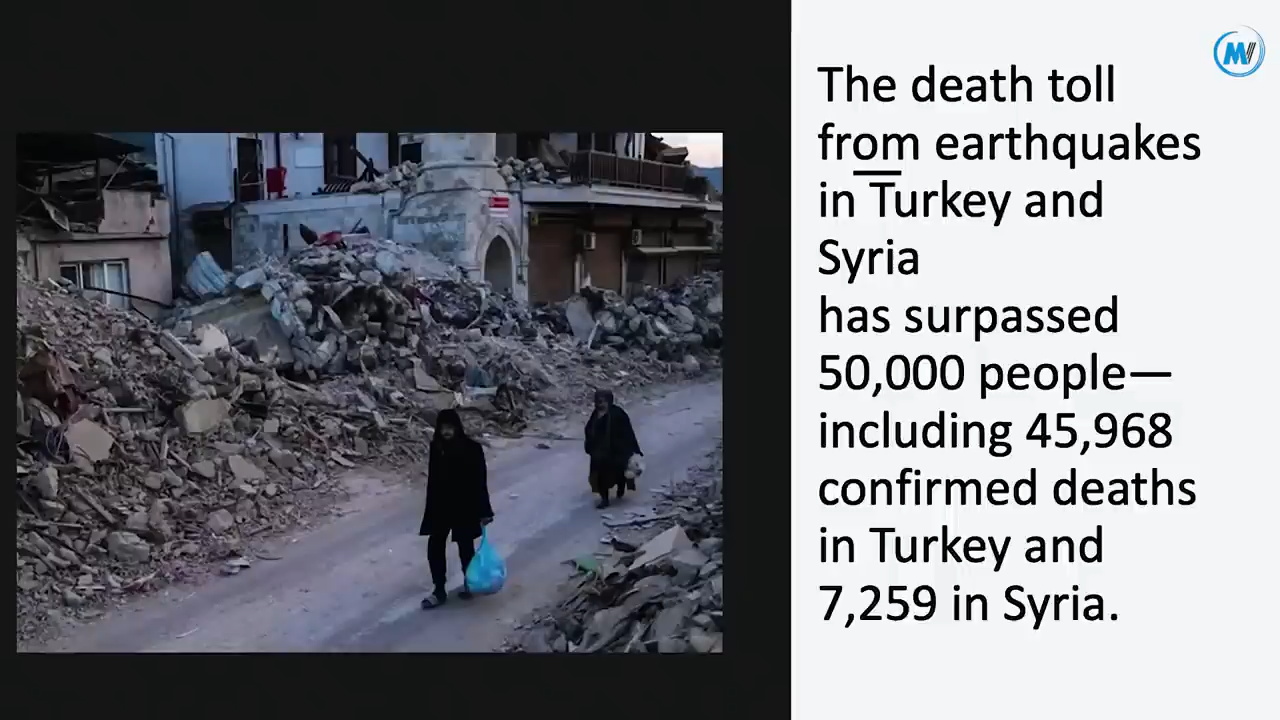 The death toll
from earthquakes
in Turkey and
Syria
has surpassed
50,000 people—
including 45,968
confirmed deaths
in Turkey and
7,259 in Syria.
MV